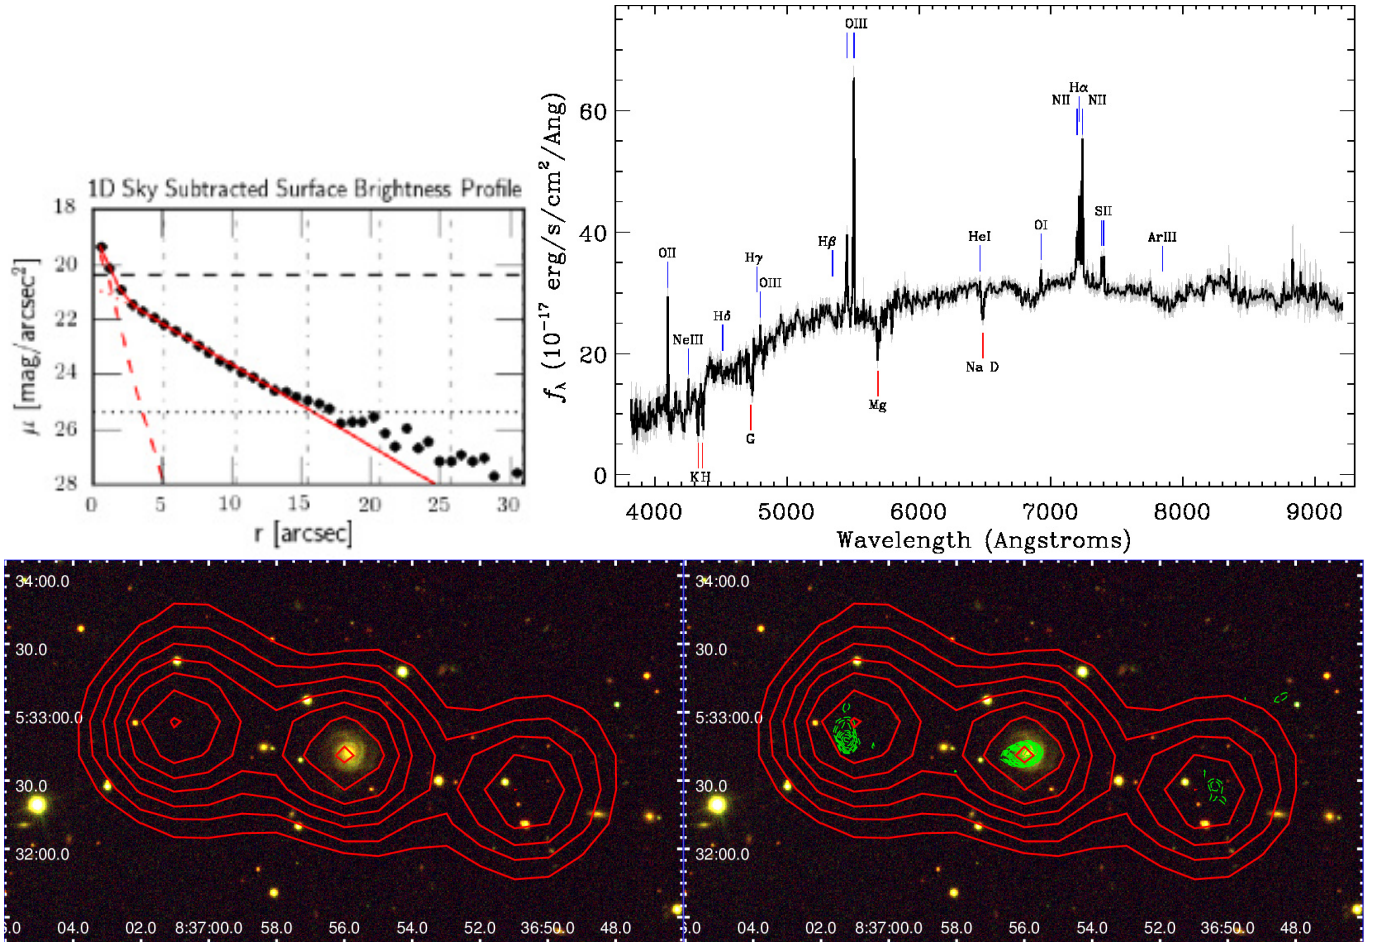 1D Sky Subtracted Surface Brightness Profile
μ [mag/arcsec²]
18
20
22
24
26
28
0
5
10
15
20
25
30
r [arcsec]
f_λ (10⁻¹⁷ erg/s/cm²/Ang)
60
40
20
0
OIII
Hα
NII NII
Hβ
Hγ
OIII
OII
NeIII
Hδ
HeI
OI
SII
ArIII
Na D
Mg
G
K H
4000
5000
6000
7000
8000
9000
Wavelength (Angstroms)
34:00.0
30.0
5:33:00.0
30.0
32:00.0
6.0 04.0 02.0 8:37:00.0 58.0 56.0 54.0 52.0 36:50.0 48.0
34:00.0
30.0
5:33:00.0
30.0
32:00.0
6.0 04.0 02.0 8:37:00.0 58.0 56.0 54.0 52.0 36:50.0 48.0